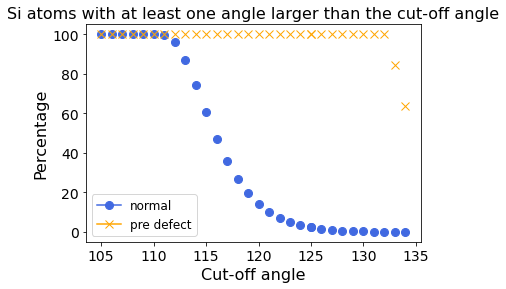 Si atoms with at least one angle larger than the cut-off angle
Percentage
100
80
60
40
20
0
normal
pre defect
105 110 115 120 125 130 135
Cut-off angle